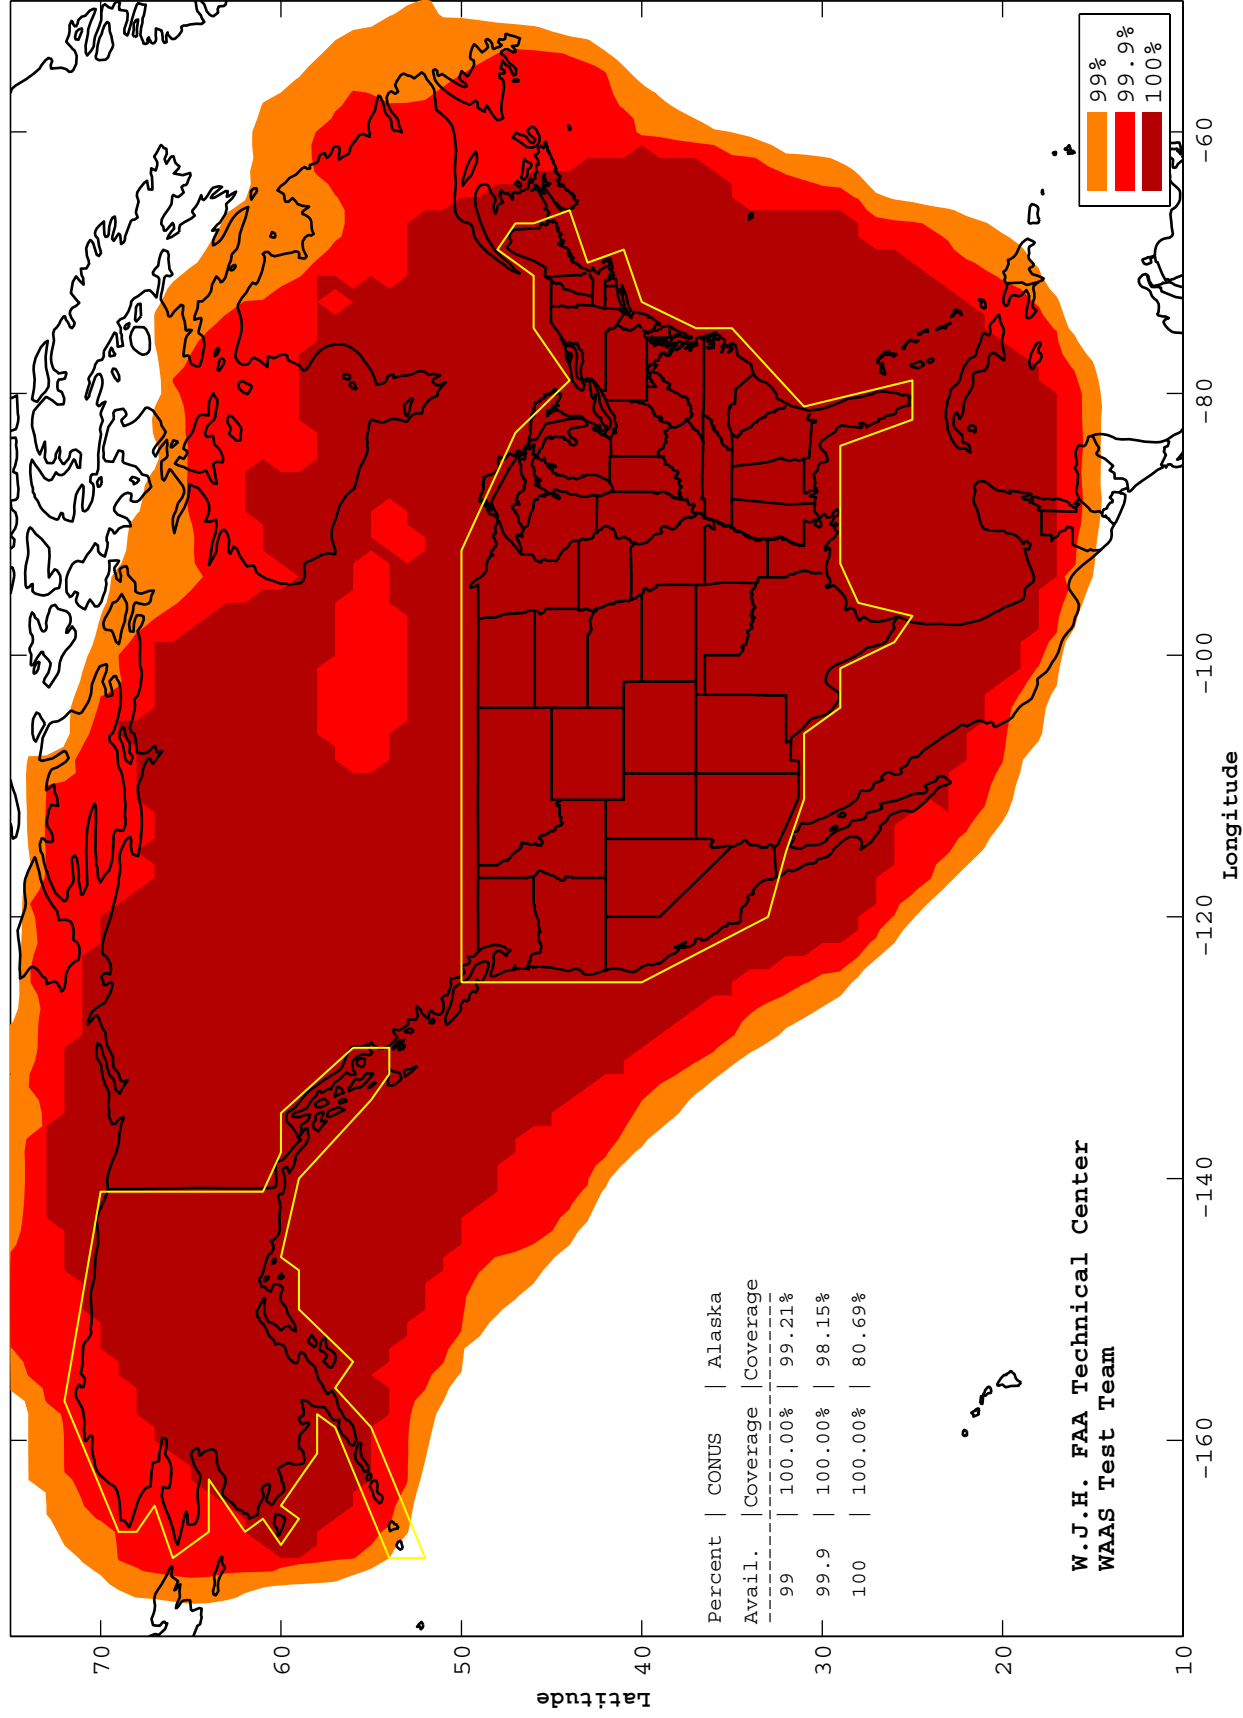 99%
99.9%
100%
Percent | CONUS | Alaska
Avail. |Coverage |Coverage
-----------------------------
99 | 100.00% | 99.21%
99.9 | 100.00% | 98.15%
100 | 100.00% | 80.69%
W.J.H. FAA Technical Center
WAAS Test Team
Latitude
70
60
50
40
30
20
10
-160
-140
-120
-100
-80
-60
Longitude